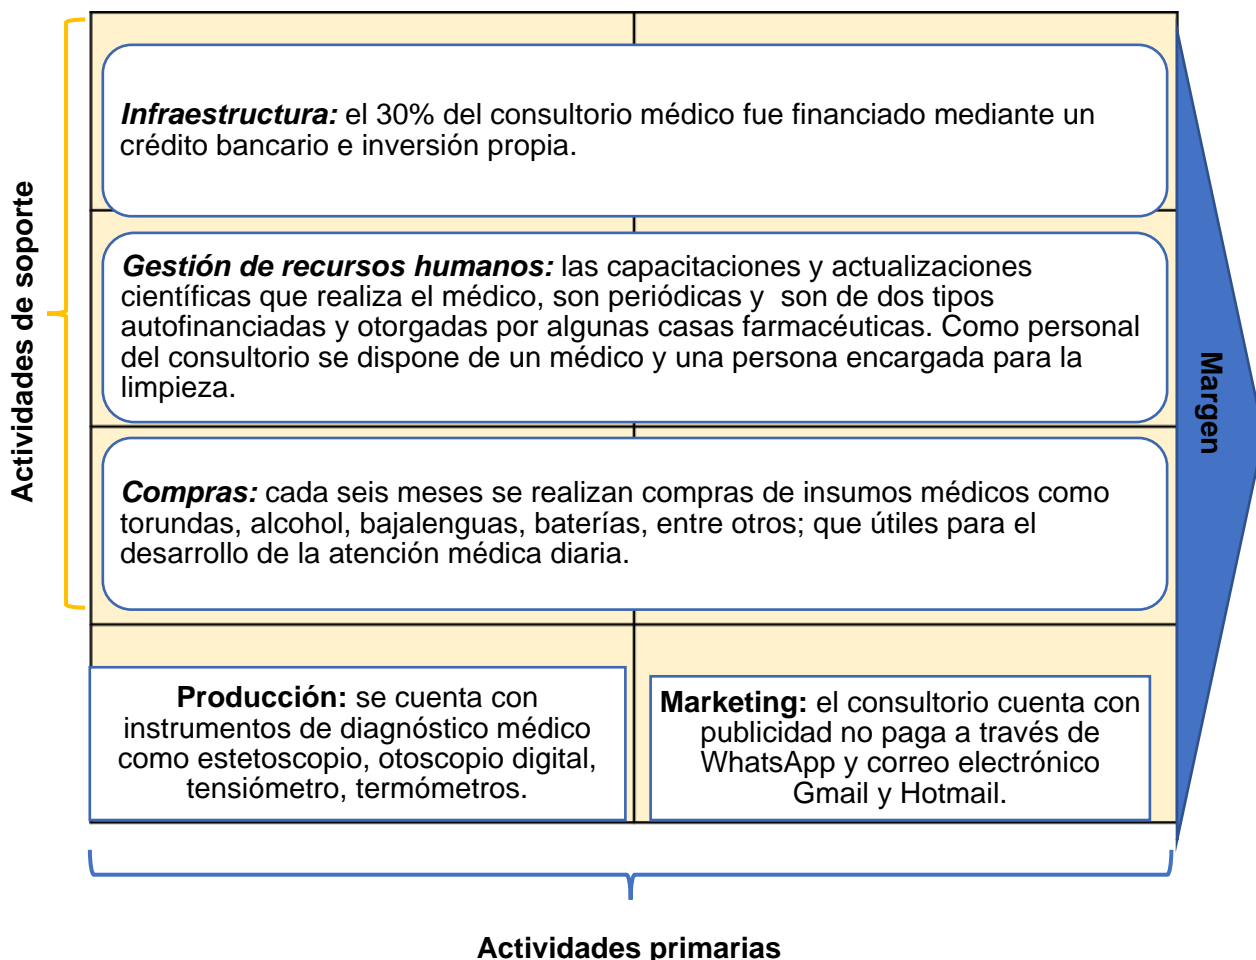 Actividades de soporte
Infraestructura: el 30% del consultorio médico fue financiado mediante un
crédito bancario e inversión propia.
Gestión de recursos humanos: las capacitaciones y actualizaciones
científicas que realiza el médico, son periódicas y  son de dos tipos
autofinanciadas y otorgadas por algunas casas farmacéuticas. Como personal
del consultorio se dispone de un médico y una persona encargada para la
limpieza.
Compras: cada seis meses se realizan compras de insumos médicos como
torundas, alcohol, bajalenguas, baterías, entre otros; que útiles para el
desarrollo de la atención médica diaria.
Margen
Producción: se cuenta con
instrumentos de diagnóstico médico
como estetoscopio, otoscopio digital,
tensiómetro, termómetros.
Marketing: el consultorio cuenta con
publicidad no paga a través de
WhatsApp y correo electrónico
Gmail y Hotmail.
Actividades primarias